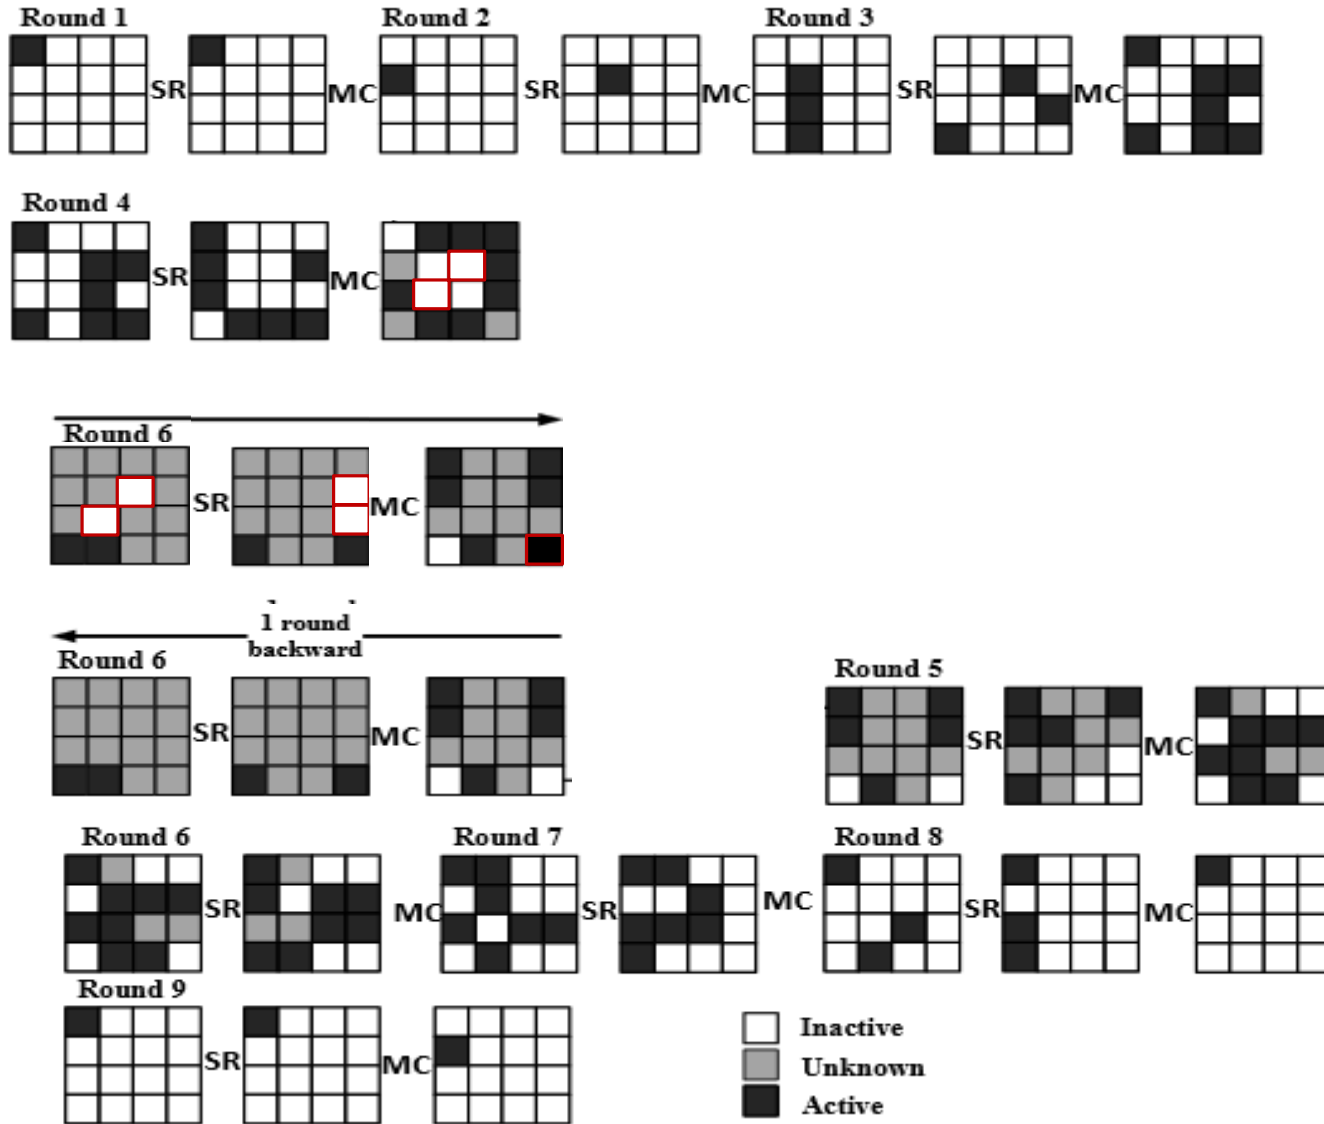 Round 1 Round 2 Round 3
SR MC SR MC SR MC
Round 4
SR MC
Round 6
SR MC
1 round
backward
Round 6 Round 5
SR MC SR MC
Round 6 Round 7 Round 8
SR MC SR MC SR MC
Round 9
SR MC
Inactive
Unknown
Active